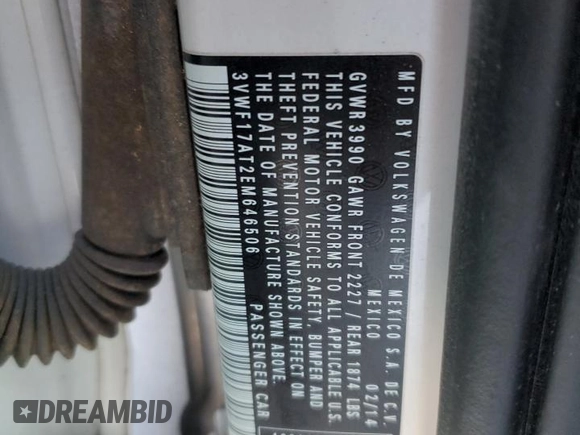 MFD BY VOLKSWAGEN DE MEXICO S.A. DE C.V.
MEXICO 02/14
GVWR 3990 GAWR FRONT 2227 / REAR 1874 LBS
THIS VEHICLE CONFORMS TO ALL APPLICABLE U.S.
FEDERAL MOTOR VEHICLE SAFETY, BUMPER AND
THEFT PREVENTION STANDARDS IN EFFECT ON
THE DATE OF MANUFACTURE SHOWN ABOVE.
3VWF17AT2EM646506 PASSENGER CAR
DREAMBID